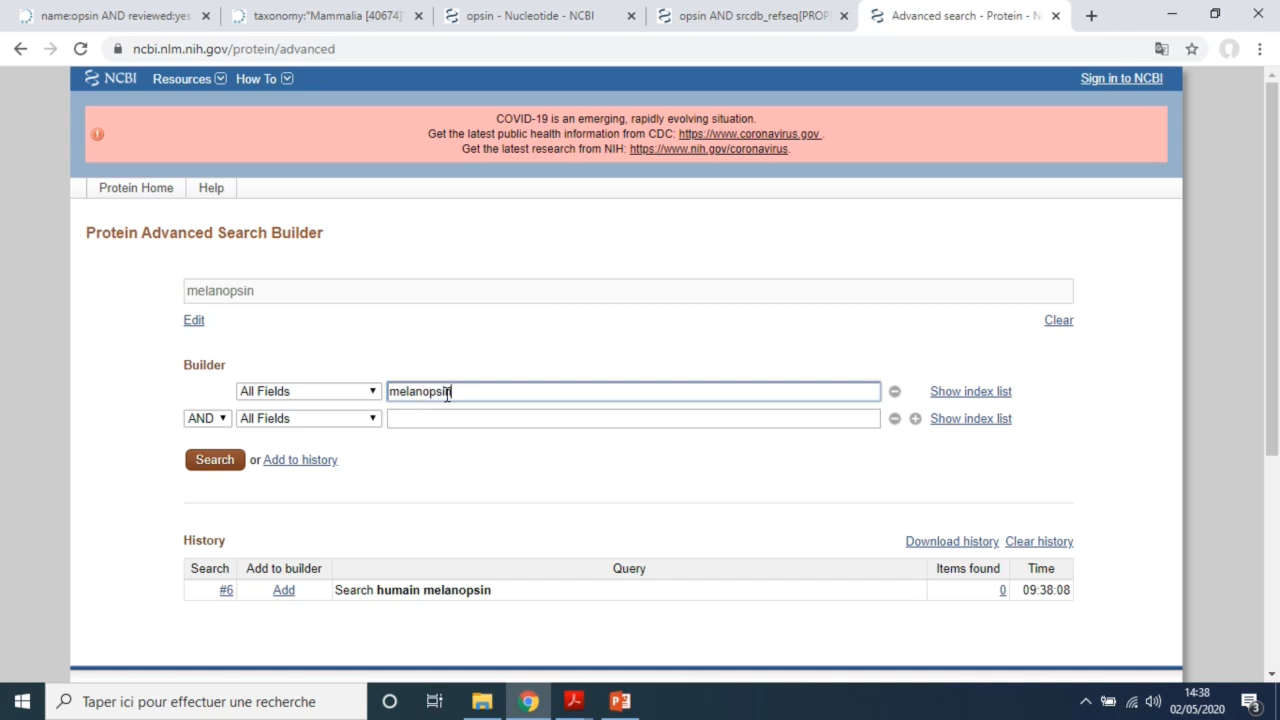 name:opsin AND reviewed:yes
taxonomy:"Mammalia [40674]"
opsin - Nucleotide - NCBI
opsin AND srcdb_refseq[PROP
Advanced search - Protein - N
ncbi.nlm.nih.gov/protein/advanced
NCBI Resources How To Sign in to NCBI
COVID-19 is an emerging, rapidly evolving situation.
Get the latest public health information from CDC: https://www.coronavirus.gov .
Get the latest research from NIH: https://www.nih.gov/coronavirus.
Protein Home Help
Protein Advanced Search Builder
melanopsin
Edit Clear
Builder
All Fields melanopsin Show index list
AND All Fields Show index list
Search or Add to history
History Download history Clear history
Search Add to builder Query Items found Time
#6 Add Search humain melanopsin 0 09:38:08
Taper ici pour effectuer une recherche
14:38
02/05/2020
3